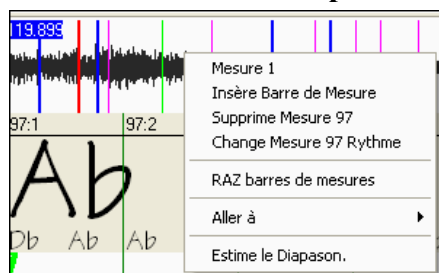 119.899
Mesure 1
Insère Barre de Mesure
Supprime Mesure 97
Change Mesure 97 Rythme
RAZ barres de mesures
Aller à
Estime le Diapason.
97:1 97:2
Ab
Db Ab Ab